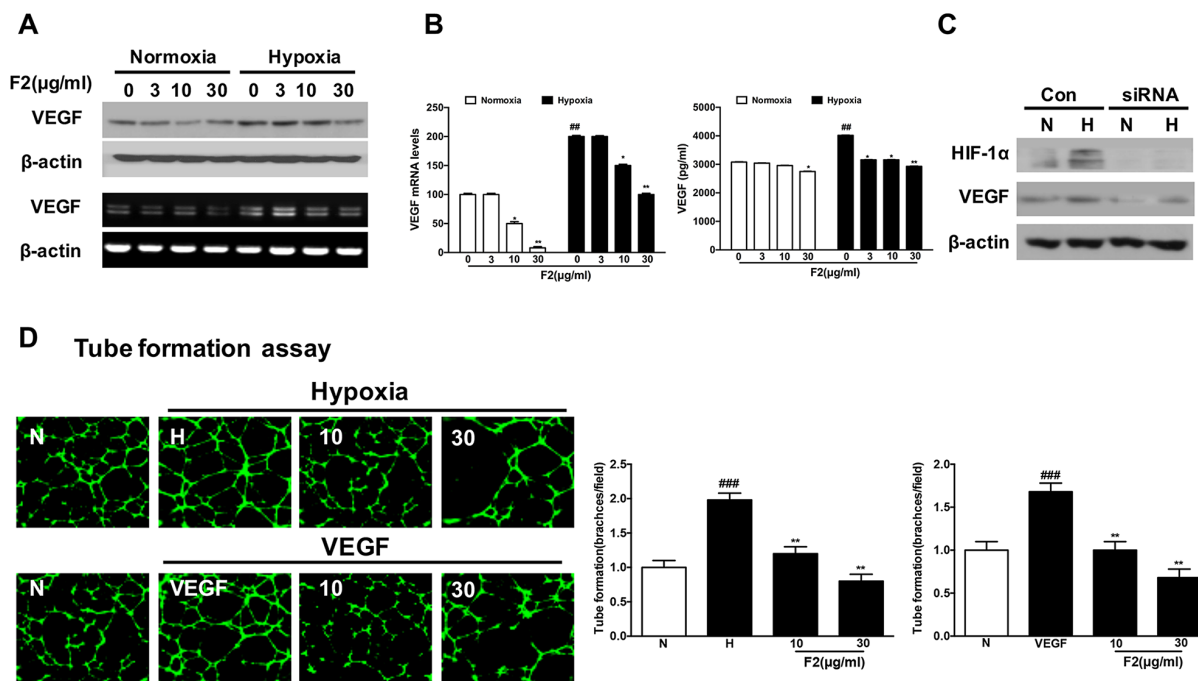 A
Normoxia Hypoxia
F2(μg/ml) 0 3 10 30 0 3 10 30
VEGF
β-actin
VEGF
β-actin
B
Normoxia Hypoxia
VEGF mRNA levels
250
200
150
100
50
0
## * ** * **
0 3 10 30 0 3 10 30
F2(μg/ml)
Normoxia Hypoxia
VEGF (pg/ml)
5000
4000
3000
2000
1000
0
* ## * * **
0 3 10 30 0 3 10 30
F2(μg/ml)
C
Con siRNA
N H N H
HIF-1α
VEGF
β-actin
D Tube formation assay
Hypoxia
N H 10 30
VEGF
N VEGF 10 30
Tube formation(brachces/field)
2.5
2.0
1.5
1.0
0.5
0.0
### ** **
N H 10 30
F2(μg/ml)
Tube formation(brachces/field)
2.0
1.5
1.0
0.5
0.0
### ** **
N VEGF 10 30
F2(μg/ml)